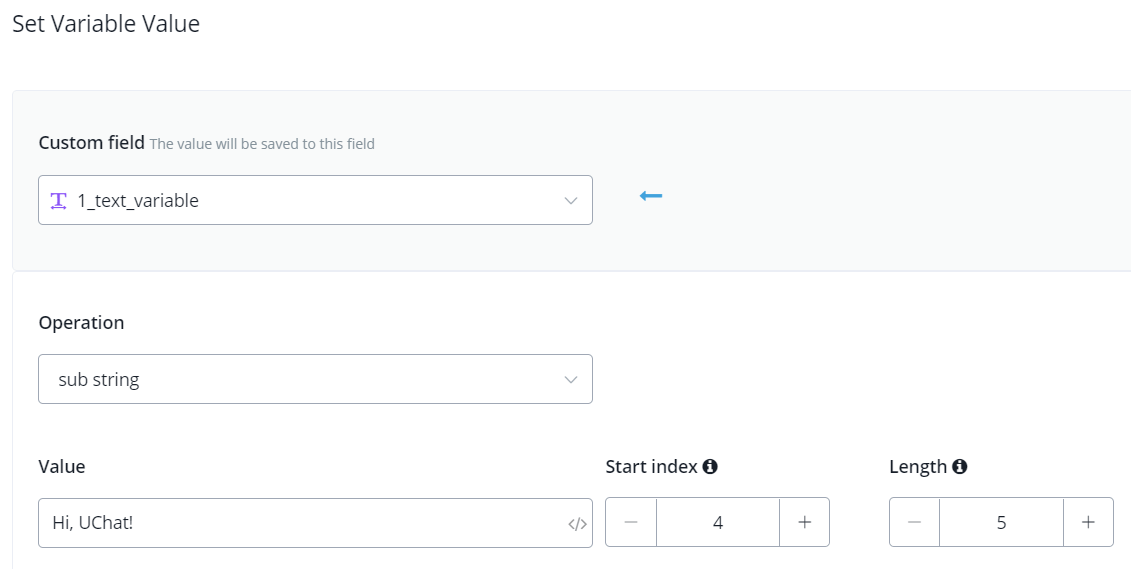 Set Variable Value
Custom field The value will be saved to this field
1_text_variable
Operation
sub string
Value Start index Length
Hi, UChat! </> − 4 + − 5 +